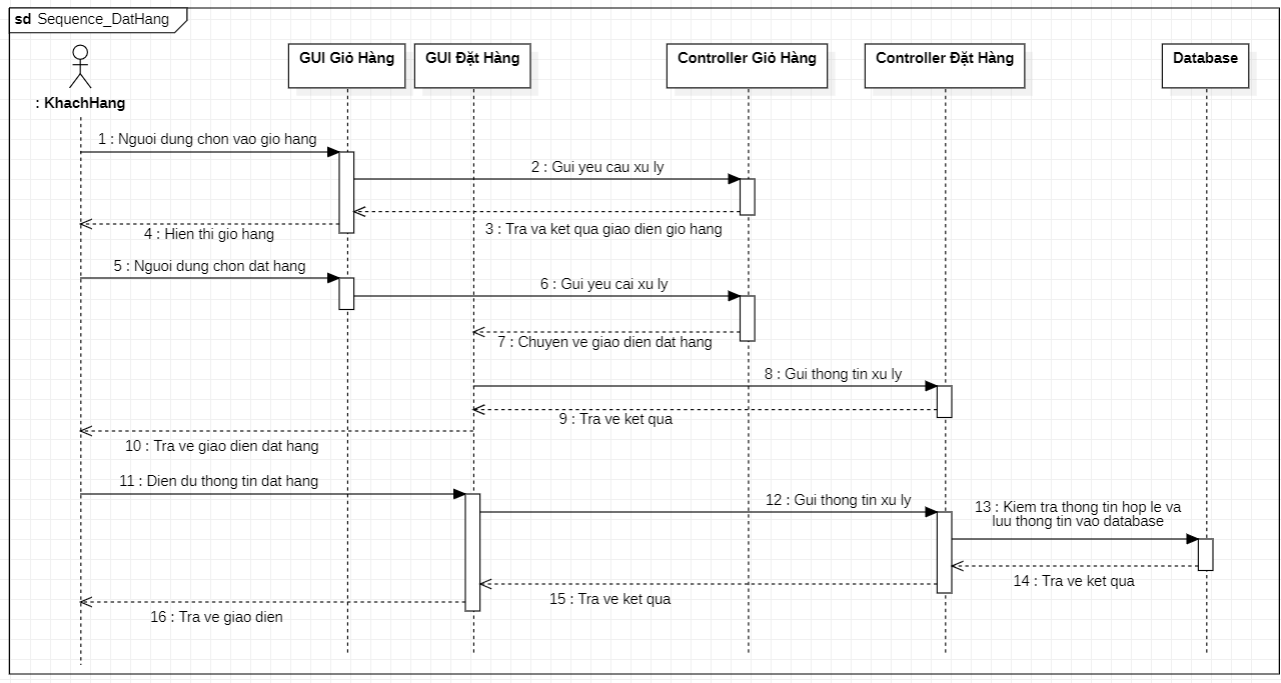 sd Sequence_DatHang
GUI Giỏ Hàng
GUI Đặt Hàng
Controller Giỏ Hàng
Controller Đặt Hàng
Database
: KhachHang
1 : Nguoi dung chon vao gio hang
2 : Gui yeu cau xu ly
3 : Tra va ket qua giao dien gio hang
4 : Hien thi gio hang
5 : Nguoi dung chon dat hang
6 : Gui yeu cai xu ly
7 : Chuyen ve giao dien dat hang
8 : Gui thong tin xu ly
9 : Tra ve ket qua
10 : Tra ve giao dien dat hang
11 : Dien du thong tin dat hang
12 : Gui thong tin xu ly
13 : Kiem tra thong tin hop le va
luu thong tin vao database
14 : Tra ve ket qua
15 : Tra ve ket qua
16 : Tra ve giao dien